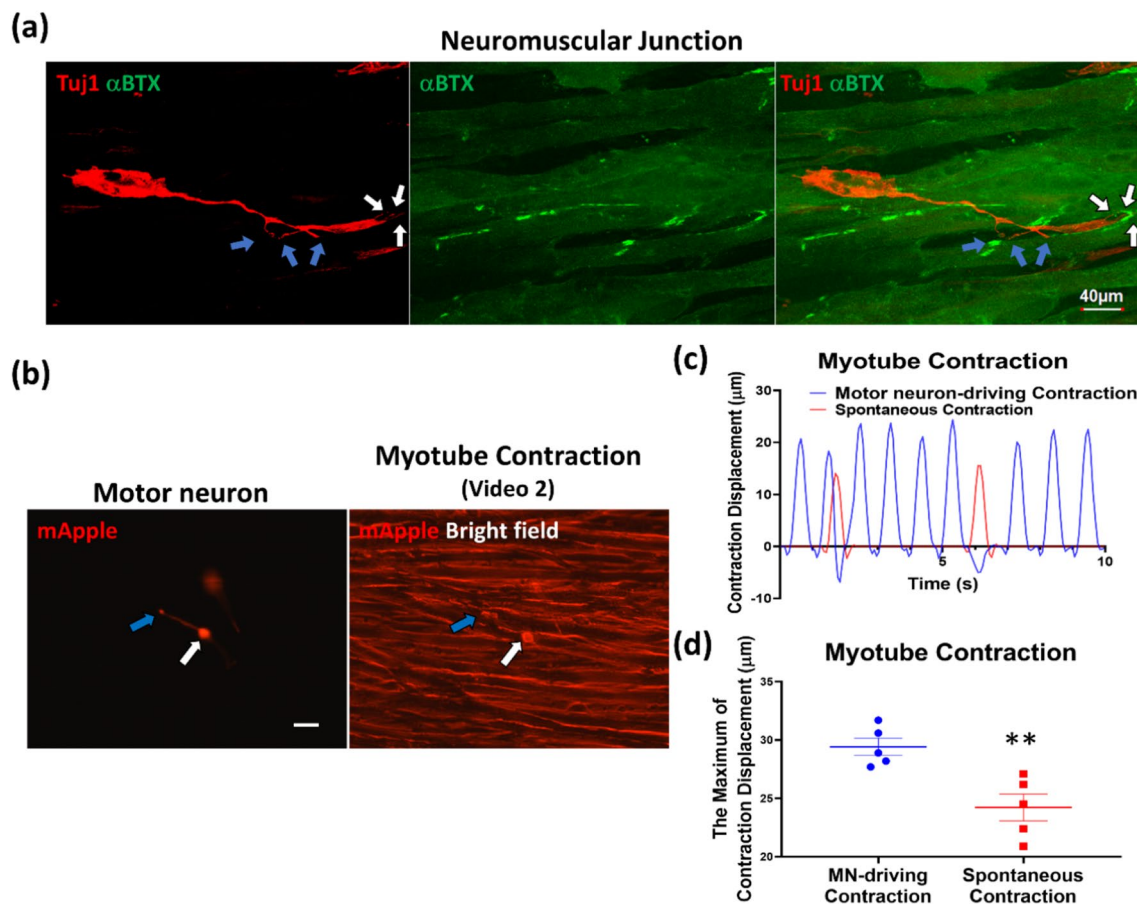 (a)
Neuromuscular Junction
Tuj1 αBTX
αBTX
Tuj1 αBTX
40μm
(b)
Motor neuron
mApple
Myotube Contraction
(Video 2)
mApple Bright field
(c)
Myotube Contraction
Contraction Displacement (μm)
30
20
10
0
-10
Motor neuron-driving Contraction
Spontaneous Contraction
5
10
Time (s)
(d)
Myotube Contraction
The Maximum of
Contraction Displacement (μm)
35
30
25
20
**
MN-driving
Contraction
Spontaneous
Contraction